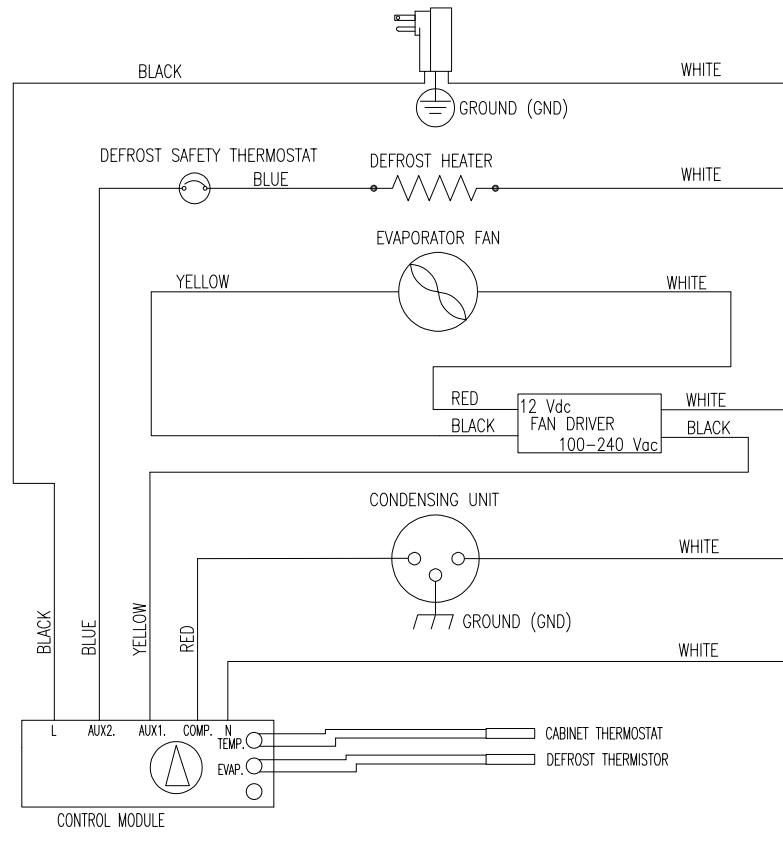 BLACK
WHITE
GROUND (GND)
DEFROST SAFETY THERMOSTAT
DEFROST HEATER
BLUE
WHITE
EVAPORATOR FAN
YELLOW
WHITE
RED
12 Vdc
WHITE
BLACK
FAN DRIVER
BLACK
100-240 Vac
CONDENSING UNIT
WHITE
BLACK
BLUE
YELLOW
RED
GROUND (GND)
WHITE
L
AUX2.
AUX1.
COMP.
N
TEMP.
CABINET THERMOSTAT
EVAP.
DEFROST THERMISTOR
CONTROL MODULE